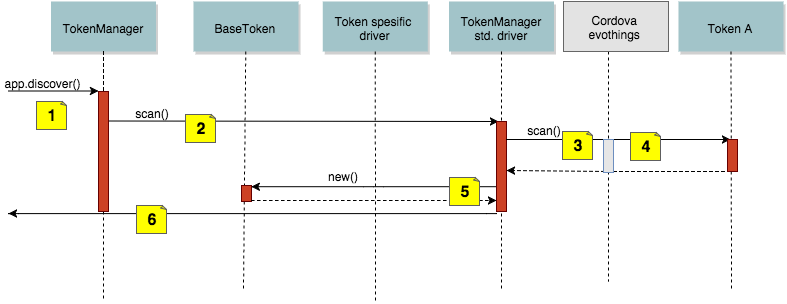 TokenManager
BaseToken
Token spesific
driver
TokenManager
std. driver
Cordova
evothings
Token A
app.discover()
1
scan()
2
scan()
3
4
new()
5
6